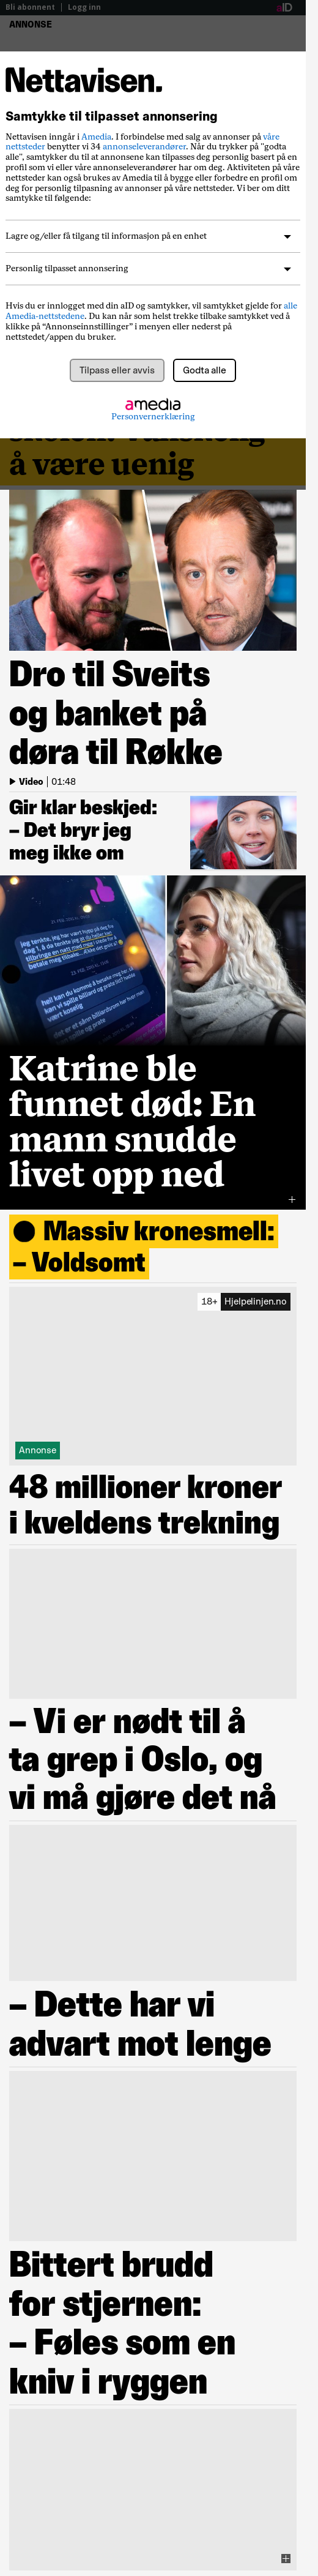 Bli abonnent | Logg inn
aID
ANNONSE
Nettavisen.
Samtykke til tilpasset annonsering
Nettavisen inngår i Amedia. I forbindelse med salg av annonser på våre
nettsteder benytter vi 34 annonseleverandører. Når du trykker på "godta
alle", samtykker du til at annonsene kan tilpasses deg personlig basert på en
profil som vi eller våre annonseleverandører har om deg. Aktiviteten på våre
nettsteder kan også brukes av Amedia til å bygge eller forbedre en profil om
deg for personlig tilpasning av annonser på våre nettsteder. Vi ber om ditt
samtykke til følgende:
Lagre og/eller få tilgang til informasjon på en enhet
Personlig tilpasset annonsering
Hvis du er innlogget med din aID og samtykker, vil samtykket gjelde for alle
Amedia-nettstedene. Du kan når som helst trekke tilbake samtykket ved å
klikke på “Annonseinnstillinger” i menyen eller nederst på
nettstedet/appen du bruker.
Tilpass eller avvis
Godta alle
amedia
Personvernerklæring
å være uenig
Dro til Sveits
og banket på
døra til Røkke
Video | 01:48
Gir klar beskjed:
– Det bryr jeg
meg ikke om
Katrine ble
funnet død: En
mann snudde
livet opp ned
Massiv kronesmell:
– Voldsomt
18+ Hjelpelinjen.no
Annonse
48 millioner kroner
i kveldens trekning
– Vi er nødt til å
ta grep i Oslo, og
vi må gjøre det nå
– Dette har vi
advart mot lenge
Bittert brudd
for stjernen:
– Føles som en
kniv i ryggen